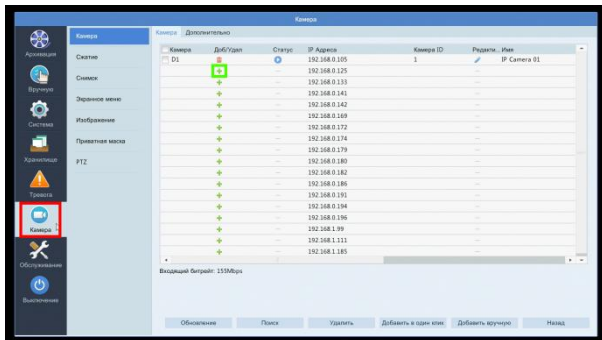 Камера
Архивация
Вручную
Система
Хранилище
Тревога
Камера
Обслуживание
Выключение
Камера
Сжатие
Снимок
Экранное меню
Изображение
Приватная маска
PTZ
Камера Дополнительно
Камера Доб/Удал Статус IP Адреса Камера ID Редакти... Имя
D1 192.168.0.105 1 IP Camera 01
192.168.0.125
192.168.0.133
192.168.0.141
192.168.0.142
192.168.0.169
192.168.0.172
192.168.0.174
192.168.0.179
192.168.0.180
192.168.0.182
192.168.0.186
192.168.0.191
192.168.0.194
192.168.0.196
192.168.1.99
192.168.1.111
192.168.1.185
Входящий битрейт: 155Mbps
Обновление Поиск Удалить Добавить в один клик Добавить вручную Назад